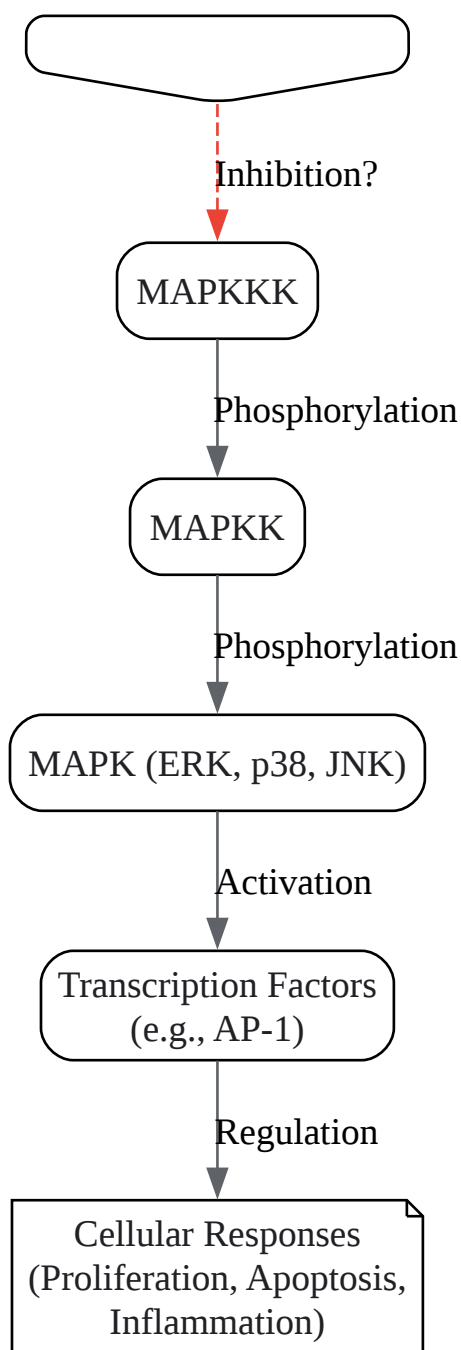 Inhibition?
MAPKKK
Phosphorylation
MAPKK
Phosphorylation
MAPK (ERK, p38, JNK)
Activation
Transcription Factors
(e.g., AP-1)
Regulation
Cellular Responses
(Proliferation, Apoptosis,
Inflammation)